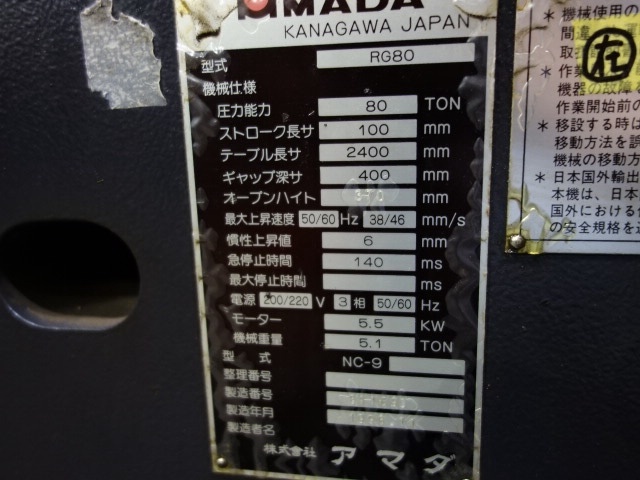 AMADA
KANAGAWA JAPAN
型式 RG80
機械仕様
圧力能力 80 TON
ストローク長サ 100 mm
テーブル長サ 2400 mm
ギャップ深サ 400 mm
オープンハイト mm
最大上昇速度 50/60 Hz 38/46 mm/s
慣性上昇値 6 mm
急停止時間 140 ms
最大停止時間 ms
電源 200/220 V 3 相 50/60 Hz
モーター 5.5 KW
機械重量 5.1 TON
型式 NC-9
整理番号
製造番号
製造年月
製造者名
株式会社 アマダ
＊ 機械使用の
間違
取
在
＊ 作業
機器の故障
作業開始前の
＊ 移設する時は
移動方法を誤
機械の移動方
＊ 日本国外輸出
本機は、日本
国外における
の安全規格を